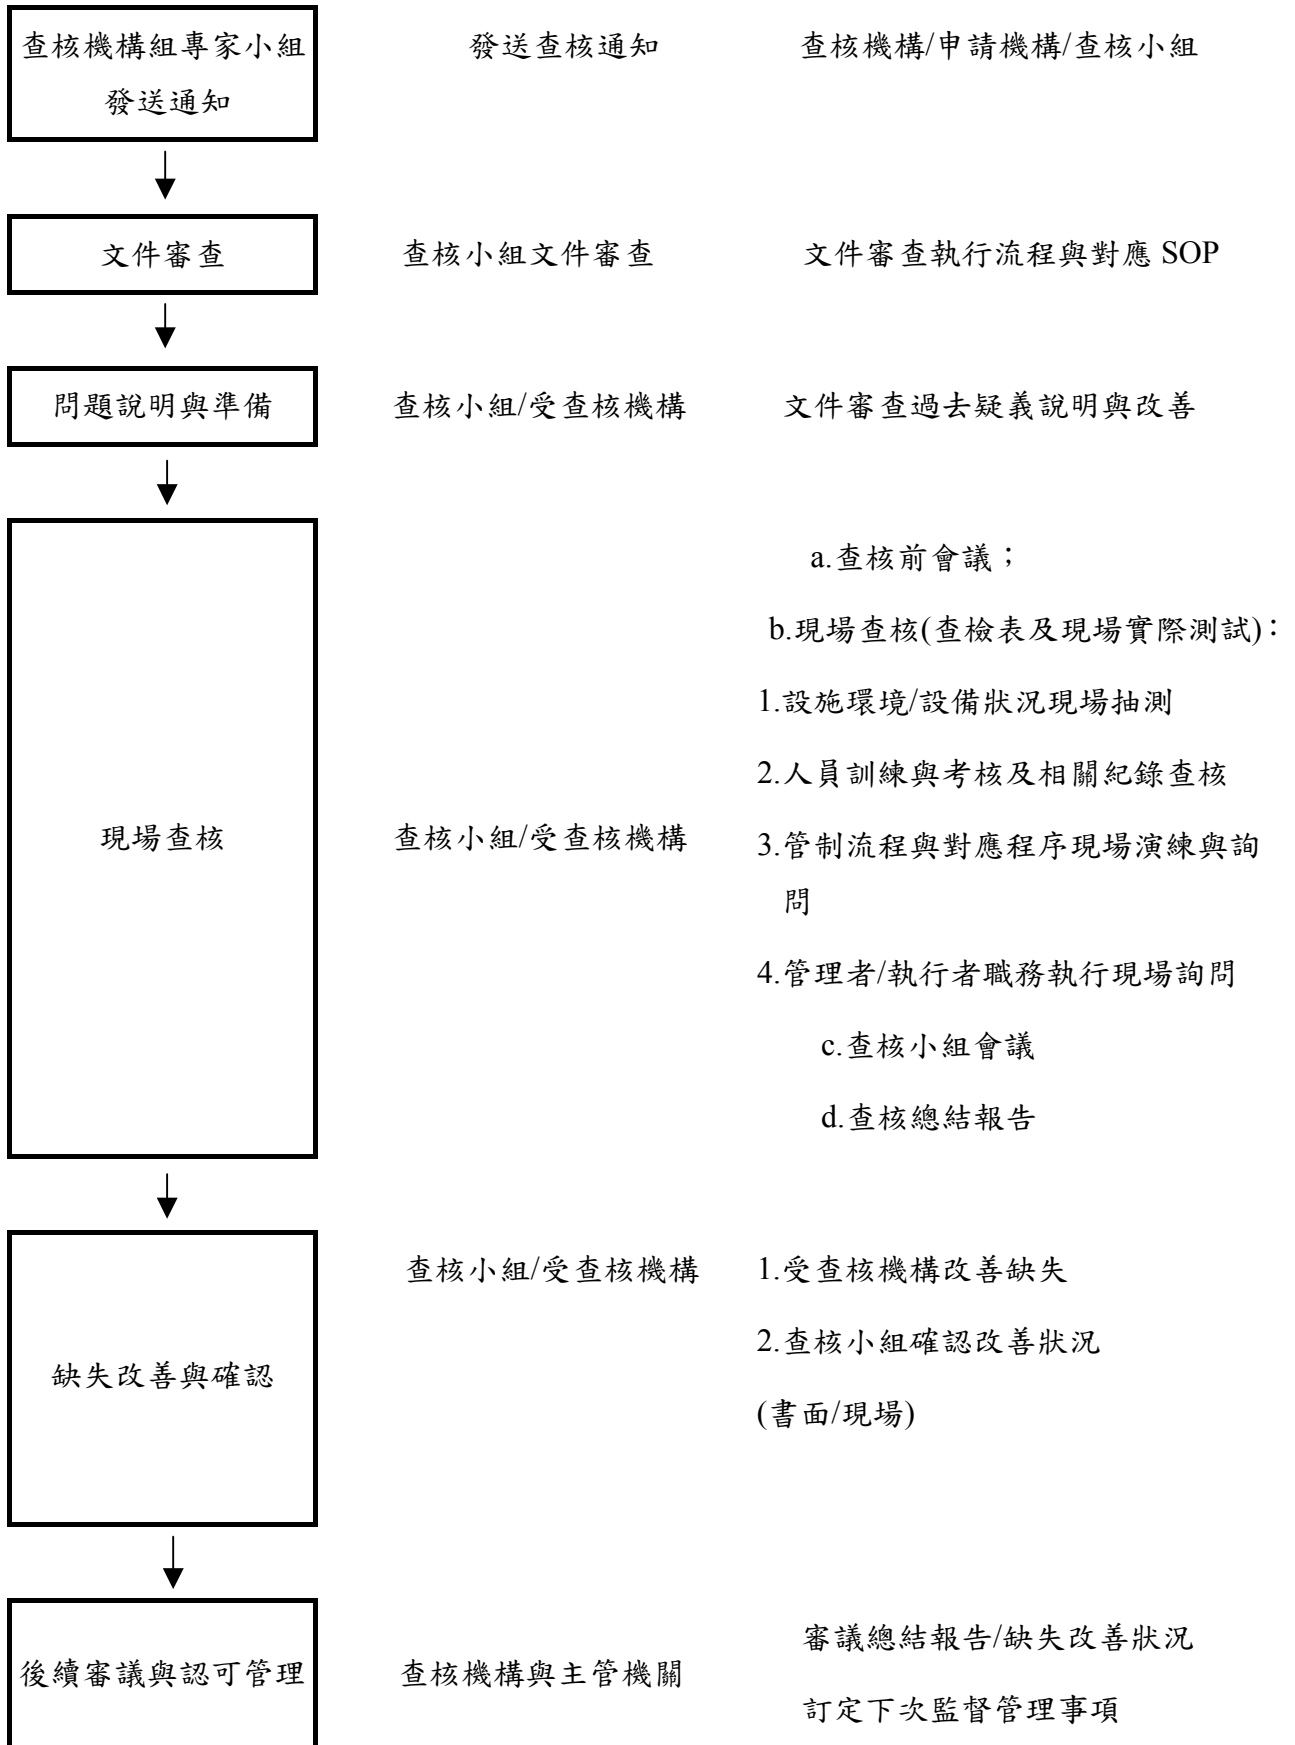 查核機構組專家小組
發送通知
發送查核通知
查核機構/申請機構/查核小組
文件審查
查核小組文件審查
文件審查執行流程與對應 SOP
問題說明與準備
查核小組/受查核機構
文件審查過去疑義說明與改善
現場查核
查核小組/受查核機構
a.查核前會議；
b.現場查核(查檢表及現場實際測試)：
1.設施環境/設備狀況現場抽測
2.人員訓練與考核及相關紀錄查核
3.管制流程與對應程序現場演練與詢
問
4.管理者/執行者職務執行現場詢問
c.查核小組會議
d.查核總結報告
缺失改善與確認
查核小組/受查核機構
1.受查核機構改善缺失
2.查核小組確認改善狀況
(書面/現場)
後續審議與認可管理
查核機構與主管機關
審議總結報告/缺失改善狀況
訂定下次監督管理事項